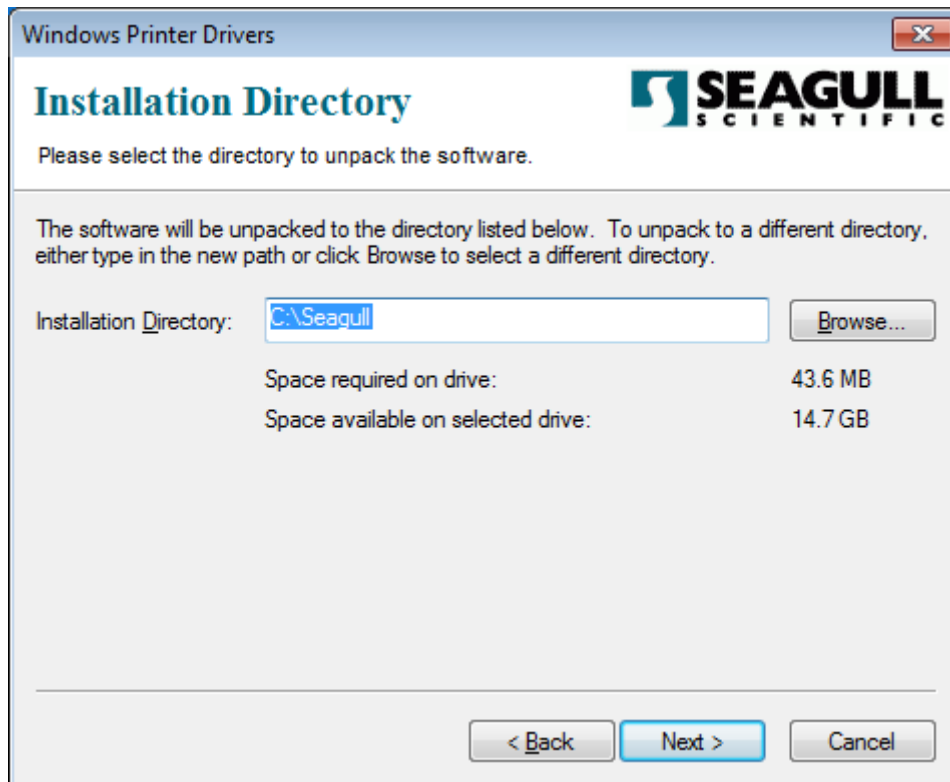 Windows Printer Drivers
Installation Directory
SEAGULL
SCIENTIFIC
Please select the directory to unpack the software.
The software will be unpacked to the directory listed below.  To unpack to a different directory,
either type in the new path or click Browse to select a different directory.
Installation Directory: C:\Seagull Browse...
Space required on drive: 43.6 MB
Space available on selected drive: 14.7 GB
< Back Next > Cancel